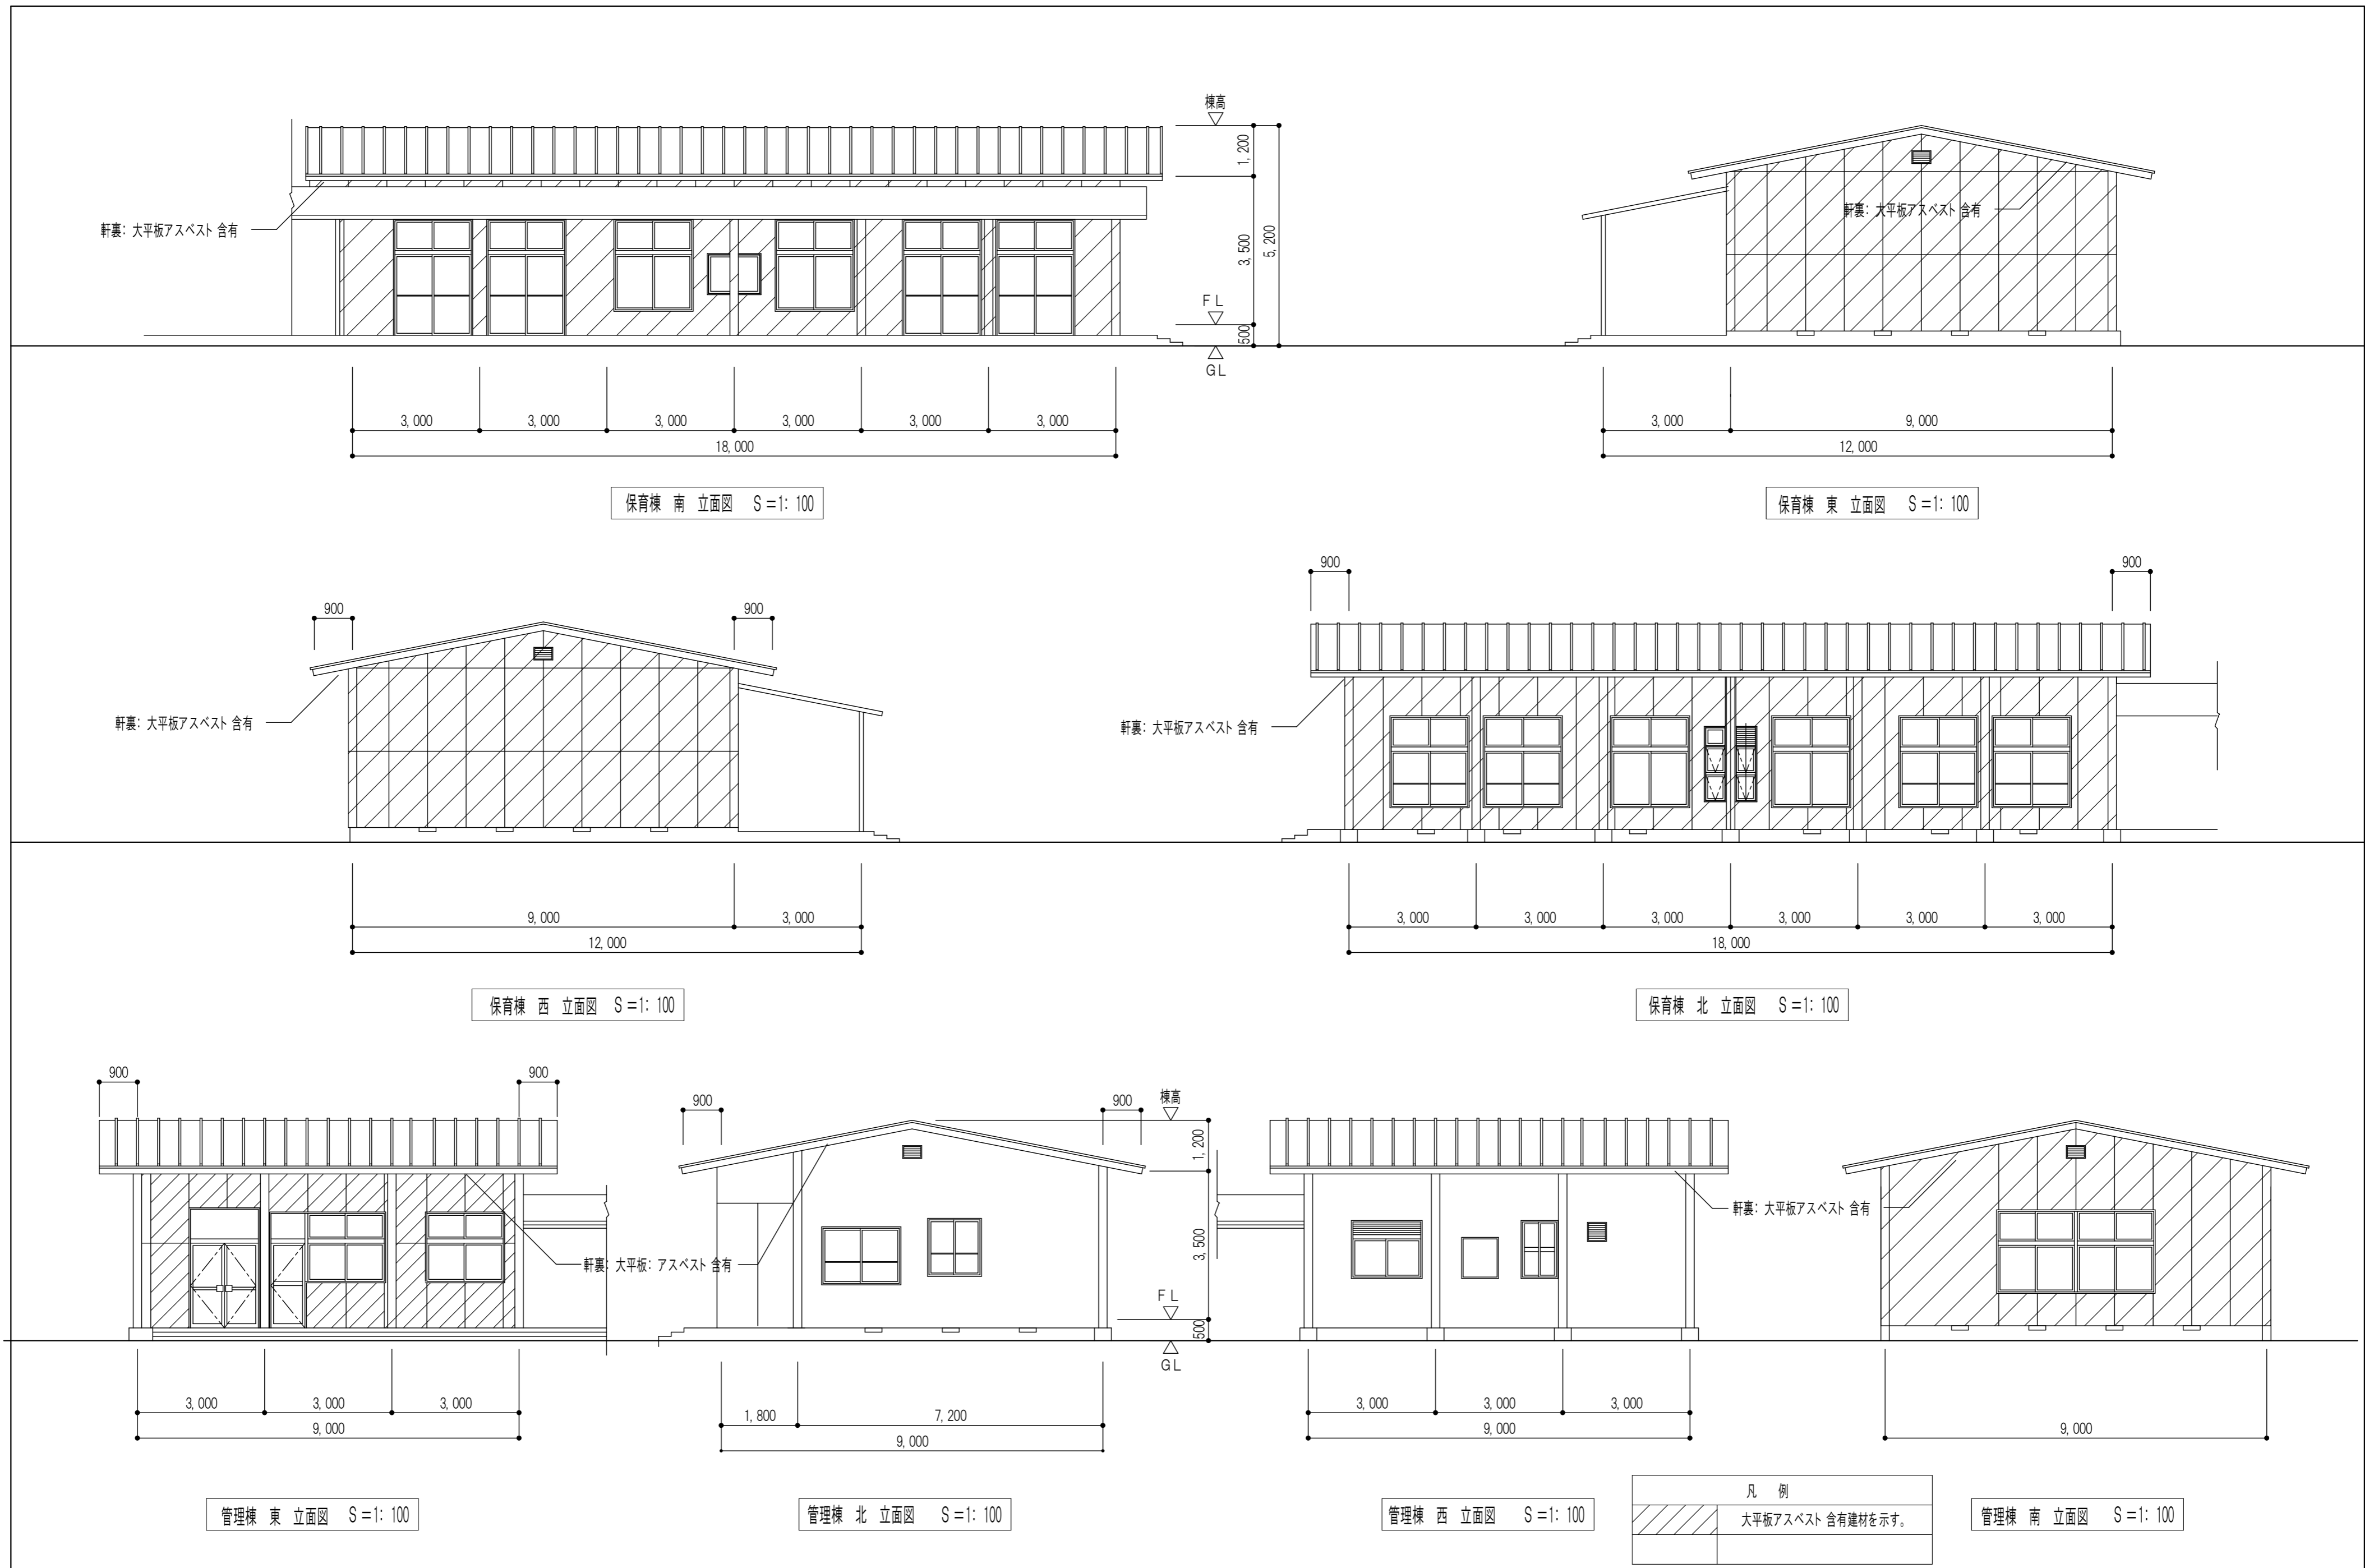 棟高
1,200
3,500
5,200
FL
500
GL
軒裏: 大平板アスベスト含有
3,000 3,000 3,000 3,000 3,000 3,000
18,000
保育棟 南 立面図 S=1:100
軒裏: 大平板アスベスト含有
3,000 9,000
12,000
保育棟 東 立面図 S=1:100
900 900
軒裏: 大平板アスベスト含有
9,000 3,000
12,000
保育棟 西 立面図 S=1:100
900 900
軒裏: 大平板アスベスト含有
3,000 3,000 3,000 3,000 3,000 3,000
18,000
保育棟 北 立面図 S=1:100
900 900
軒裏: 大平板: アスベスト含有
3,000 3,000 3,000
9,000
管理棟 東 立面図 S=1:100
900 900
棟高
1,200
3,500
FL
500
GL
1,800 7,200
9,000
管理棟 北 立面図 S=1:100
軒裏: 大平板アスベスト含有
3,000 3,000 3,000
9,000
管理棟 西 立面図 S=1:100
凡 例
大平板アスベスト含有建材を示す。
9,000
管理棟 南 立面図 S=1:100